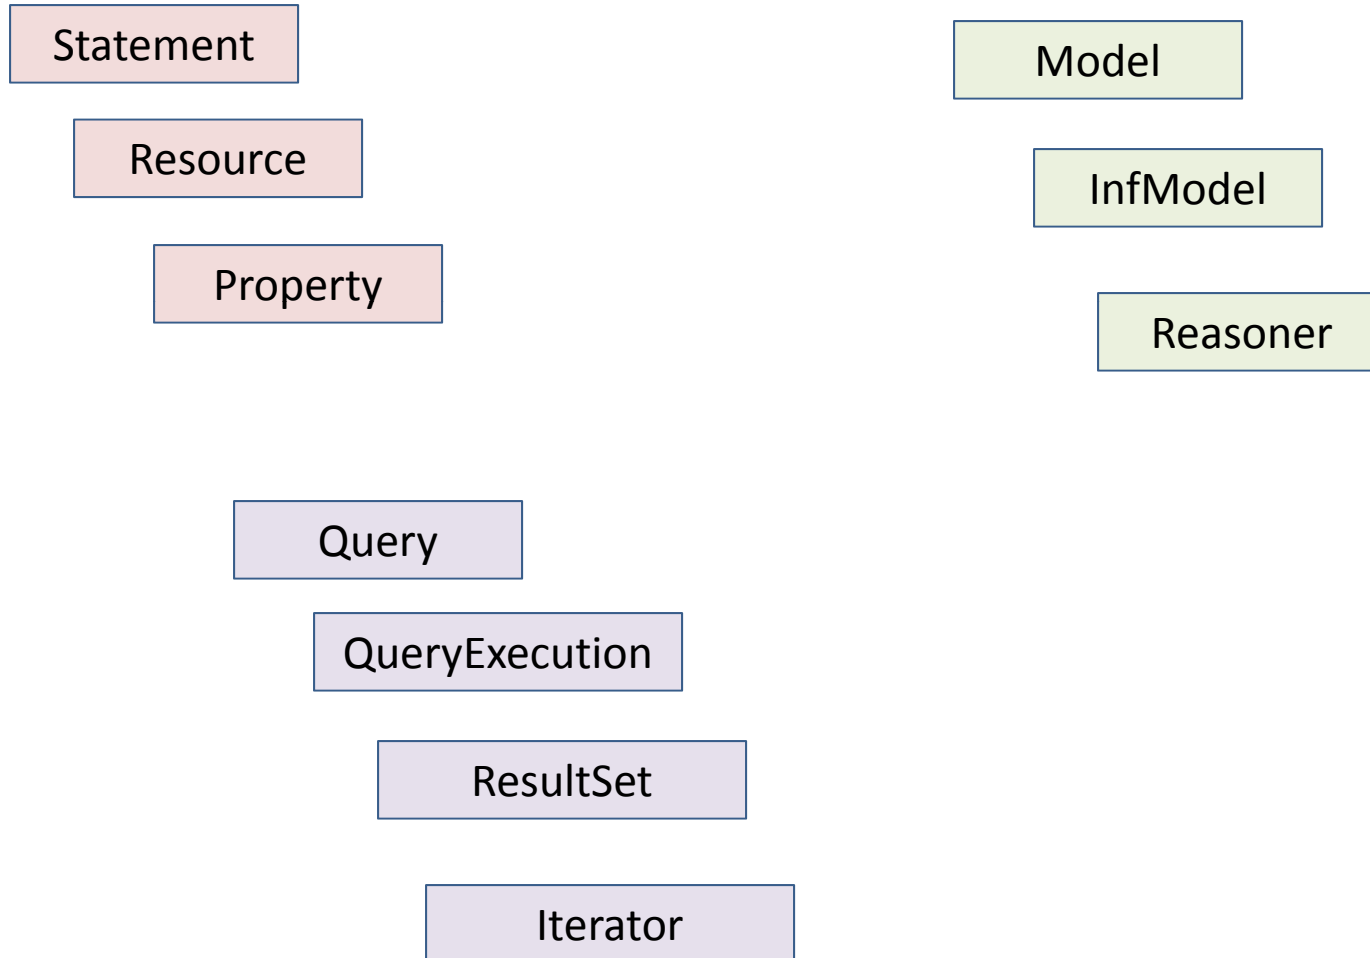 Statement
Resource
Property
Model
InfModel
Reasoner
Query
QueryExecution
ResultSet
Iterator